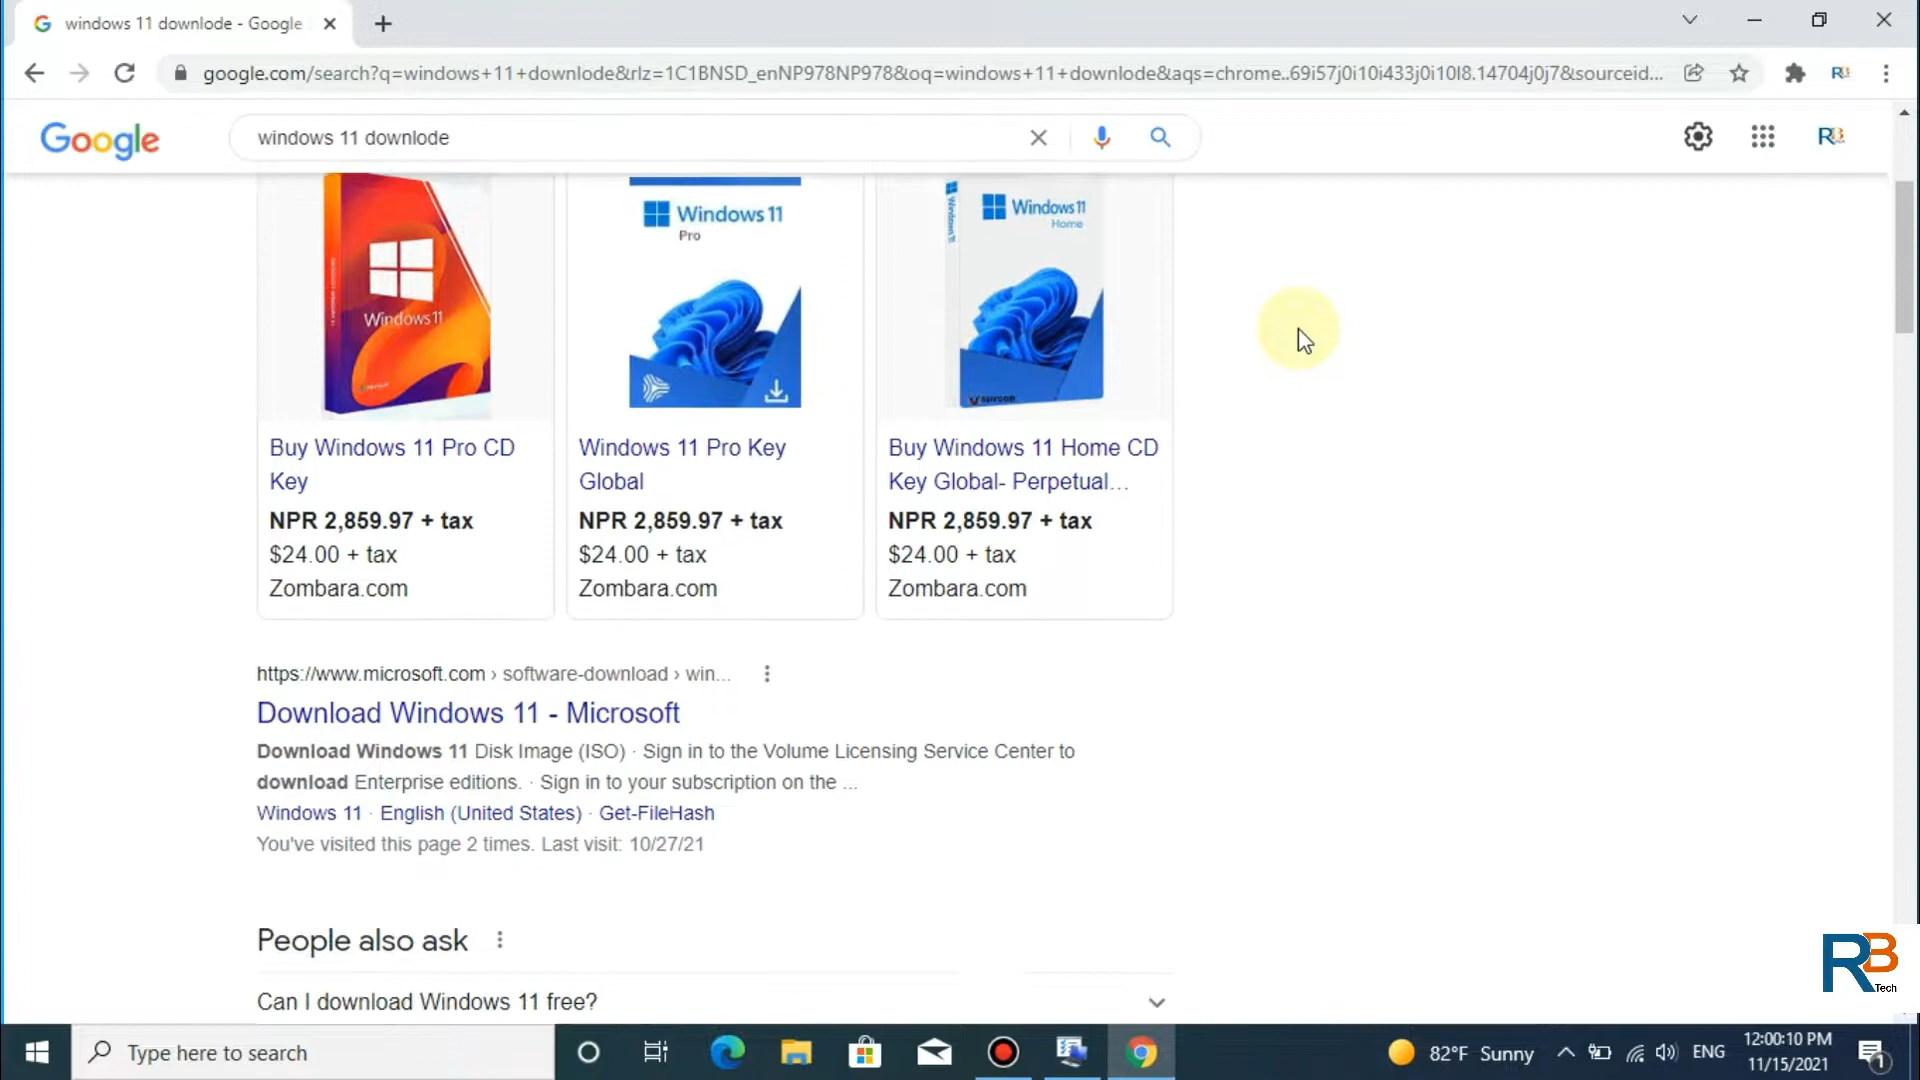 windows 11 downlode - Google
google.com/search?q=windows+11+downlode&rlz=1C1BNSD_enNP978NP978&oq=windows+11+downlode&aqs=chrome..69i57j0i10i433j0i10l8.14704j0j7&sourceid...
RB
Google
windows 11 downlode
RB
Windows 11
Windows 11
Pro
Windows 11
Home
Buy Windows 11 Pro CD
Key
NPR 2,859.97 + tax
$24.00 + tax
Zombara.com
Windows 11 Pro Key
Global
NPR 2,859.97 + tax
$24.00 + tax
Zombara.com
Buy Windows 11 Home CD
Key Global- Perpetual...
NPR 2,859.97 + tax
$24.00 + tax
Zombara.com
https://www.microsoft.com › software-download › win...
Download Windows 11 - Microsoft
Download Windows 11 Disk Image (ISO) · Sign in to the Volume Licensing Service Center to
download Enterprise editions. · Sign in to your subscription on the ...
Windows 11 · English (United States) · Get-FileHash
You've visited this page 2 times. Last visit: 10/27/21
People also ask
Can I download Windows 11 free?
RB
Tech
Type here to search
82°F Sunny
ENG
12:00:10 PM
11/15/2021
1